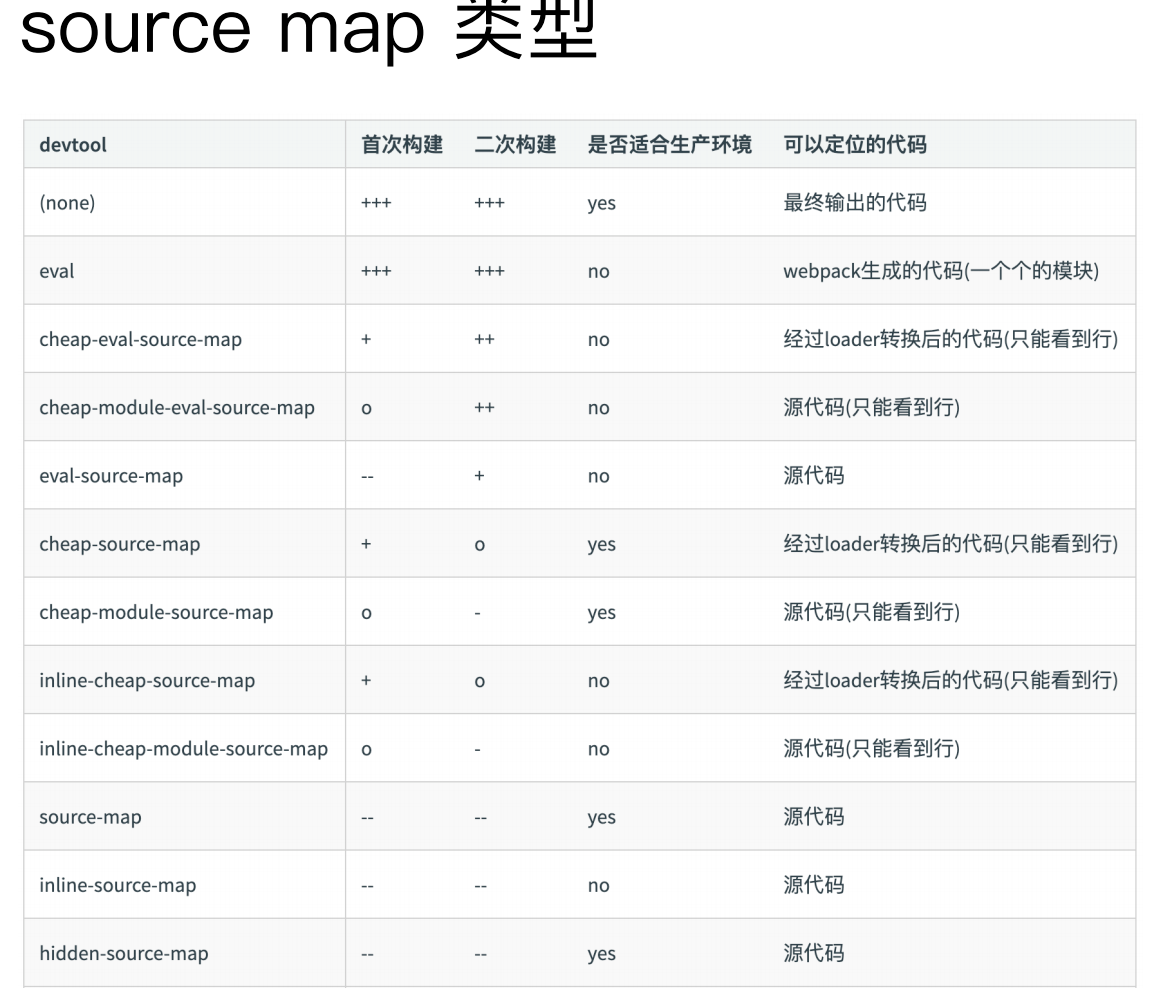 source map 类型
devtool 首次构建 二次构建 是否适合生产环境 可以定位的代码
(none) +++ +++ yes 最终输出的代码
eval +++ +++ no webpack生成的代码(一个个的模块)
cheap-eval-source-map + ++ no 经过loader转换后的代码(只能看到行)
cheap-module-eval-source-map o ++ no 源代码(只能看到行)
eval-source-map -- + no 源代码
cheap-source-map + o yes 经过loader转换后的代码(只能看到行)
cheap-module-source-map o - yes 源代码(只能看到行)
inline-cheap-source-map + o no 经过loader转换后的代码(只能看到行)
inline-cheap-module-source-map o - no 源代码(只能看到行)
source-map -- -- yes 源代码
inline-source-map -- -- no 源代码
hidden-source-map -- -- yes 源代码